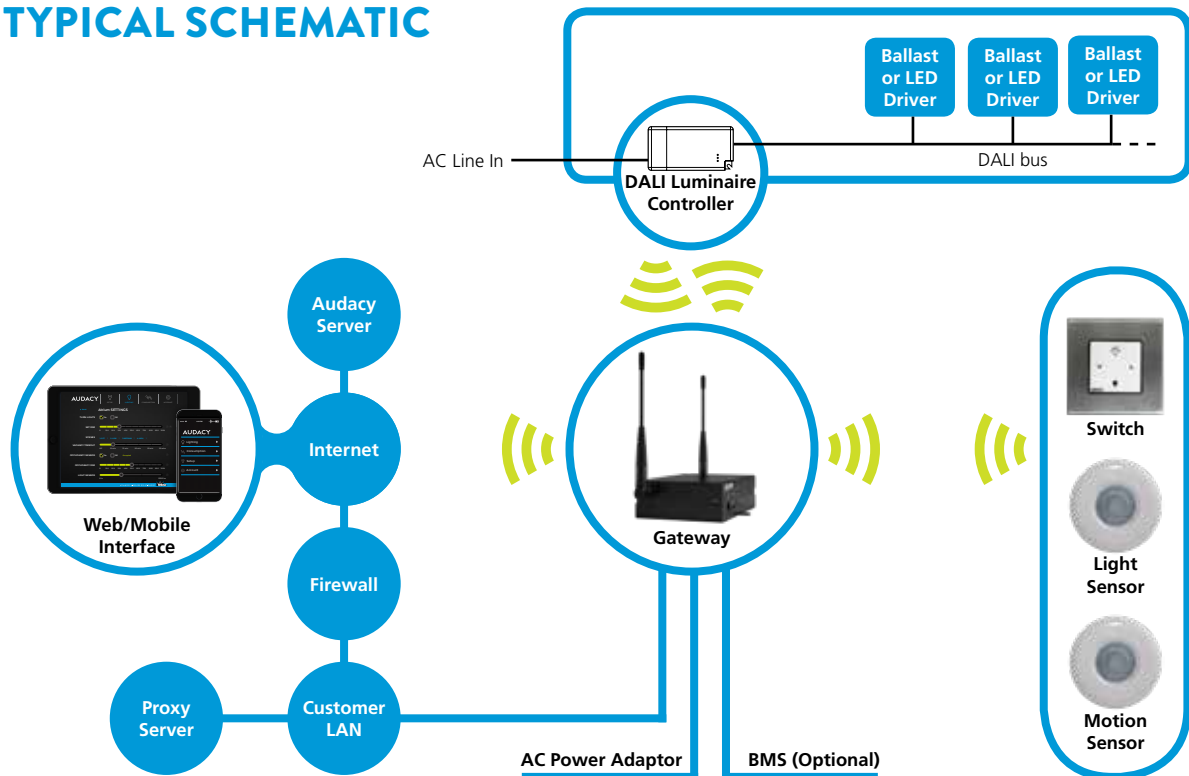 TYPICAL SCHEMATIC
Ballast
or LED
Driver
Ballast
or LED
Driver
Ballast
or LED
Driver
AC Line In
DALI bus
DALI Luminaire
Controller
Audacy
Server
AUDACY
AUDACY
Internet
Web/Mobile
Interface
Gateway
Switch
Light
Sensor
Firewall
Proxy
Server
Customer
LAN
Motion
Sensor
AC Power Adaptor
BMS (Optional)